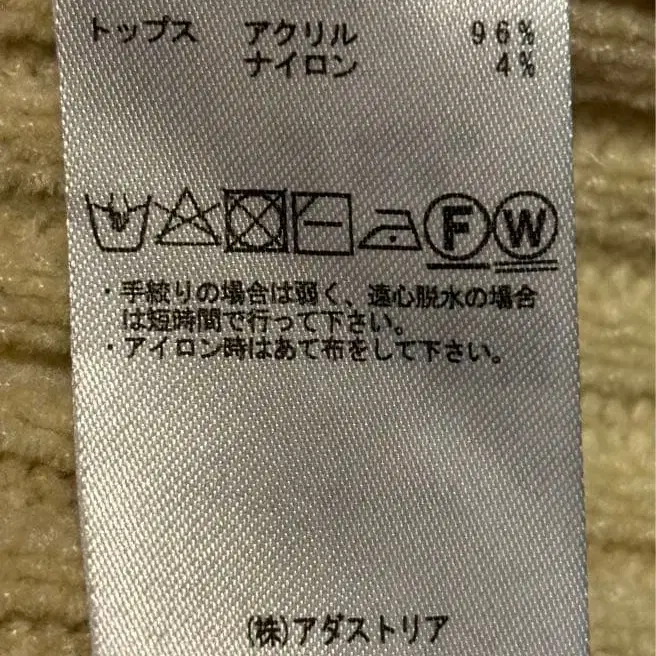 トップス アクリル 96%
ナイロン 4%
F W
・手絞りの場合は弱く、遠心脱水の場合
は短時間で行って下さい。
・アイロン時はあて布をして下さい。
(株)アダストリア